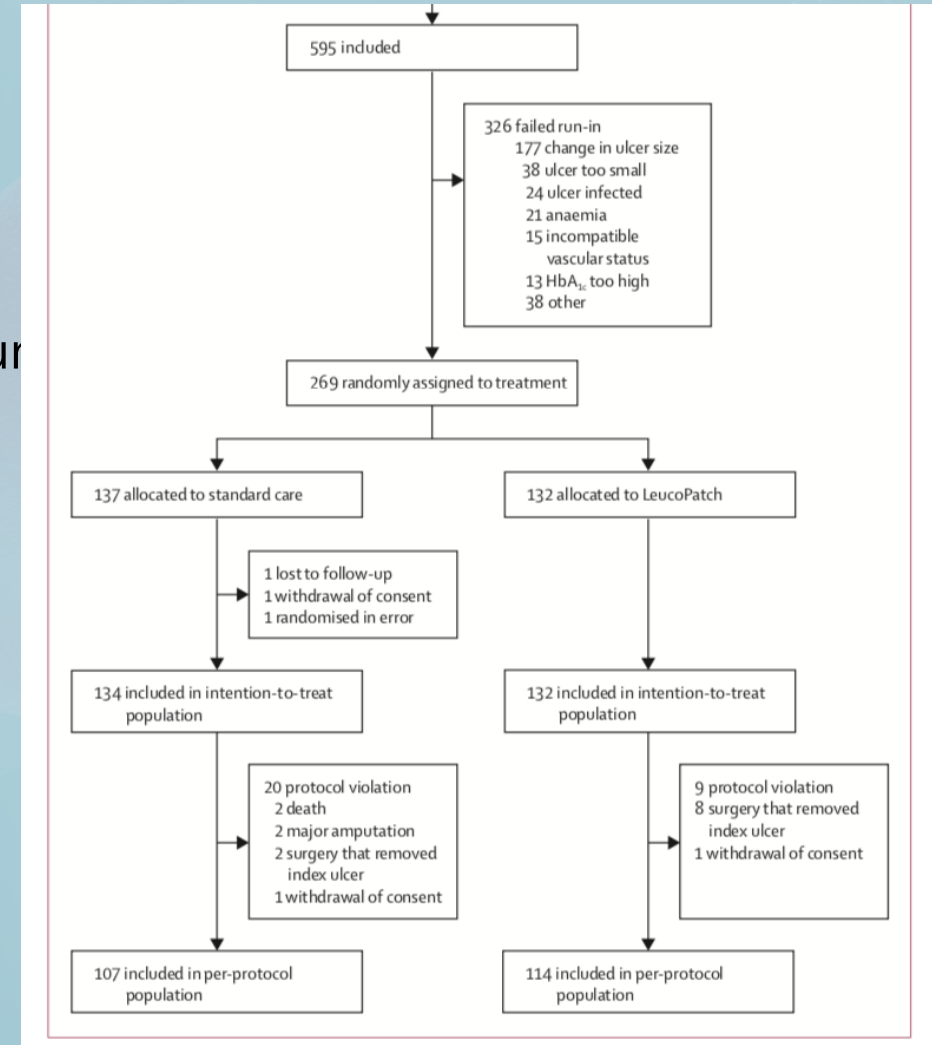 595 included
326 failed run-in
177 change in ulcer size
38 ulcer too small
24 ulcer infected
21 anaemia
15 incompatible
vascular status
13 HbA1c too high
38 other
269 randomly assigned to treatment
137 allocated to standard care
132 allocated to LeucoPatch
1 lost to follow-up
1 withdrawal of consent
1 randomised in error
134 included in intention-to-treat
population
132 included in intention-to-treat
population
20 protocol violation
2 death
2 major amputation
2 surgery that removed
index ulcer
1 withdrawal of consent
9 protocol violation
8 surgery that removed
index ulcer
1 withdrawal of consent
107 included in per-protocol
population
114 included in per-protocol
population